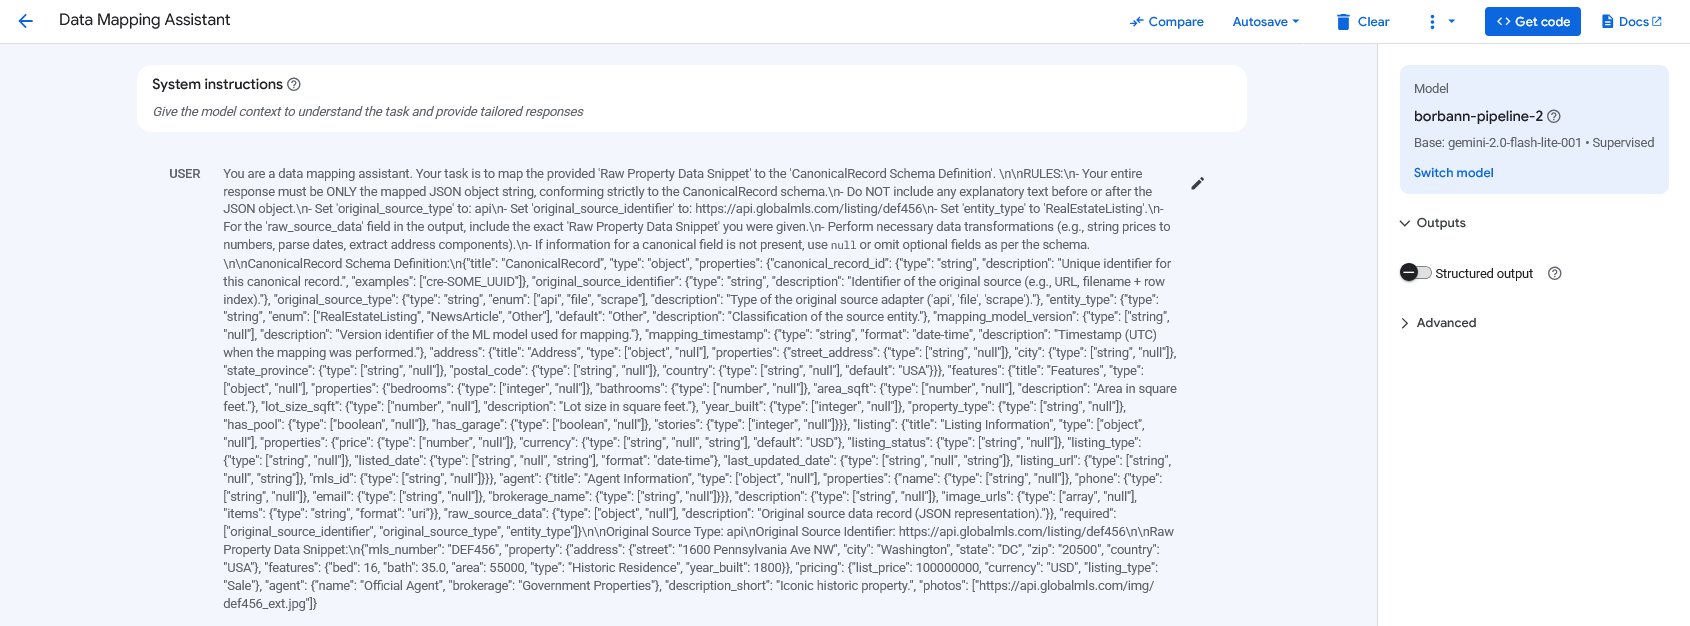 Data Mapping Assistant
Compare
Autosave
Clear
Get code
Docs
System instructions
Give the model context to understand the task and provide tailored responses
USER
You are a data mapping assistant. Your task is to map the provided 'Raw Property Data Snippet' to the 'CanonicalRecord Schema Definition'. \n\nRULES:\n- Your entire
response must be ONLY the mapped JSON object string, conforming strictly to the CanonicalRecord schema.\n- Do NOT include any explanatory text before or after the
JSON object.\n- Set 'original_source_type' to: api\n- Set 'original_source_identifier' to: https://api.globalmls.com/listing/def456\n- Set 'entity_type' to 'RealEstateListing'.\n-
For the 'raw_source_data' field in the output, include the exact 'Raw Property Data Snippet' you were given.\n- Perform necessary data transformations (e.g., string prices to
numbers, parse dates, extract address components).\n- If information for a canonical field is not present, use null or omit optional fields as per the schema.
\n\nCanonicalRecord Schema Definition:\n{"title": "CanonicalRecord", "type": "object", "properties": {"canonical_record_id": {"type": "string", "description": "Unique identifier for
this canonical record.", "examples": ["cre-SOME_UUID"]}, "original_source_identifier": {"type": "string", "description": "Identifier of the original source (e.g., URL, filename + row
index)."}, "original_source_type": {"type": "string", "enum": ["api", "file", "scrape"], "description": "Type of the original source adapter ('api', 'file', 'scrape')."}, "entity_type": {"type":
"string", "enum": ["RealEstateListing", "NewsArticle", "Other"], "default": "Other", "description": "Classification of the source entity."}, "mapping_model_version": {"type": ["string",
"null"], "description": "Version identifier of the ML model used for mapping."}, "mapping_timestamp": {"type": "string", "format": "date-time", "description": "Timestamp (UTC)
when the mapping was performed."}, "address": {"title": "Address", "type": ["object", "null"], "properties": {"street_address": {"type": ["string", "null"]}, "city": {"type": ["string", "null"]},
"state_province": {"type": ["string", "null"]}, "postal_code": {"type": ["string", "null"]}, "country": {"type": ["string", "null"], "default": "USA"}}}, "features": {"title": "Features", "type":
["object", "null"], "properties": {"bedrooms": {"type": ["integer", "null"]}, "bathrooms": {"type": ["number", "null"]}, "area_sqft": {"type": ["number", "null"], "description": "Area in square
feet."}, "lot_size_sqft": {"type": ["number", "null"], "description": "Lot size in square feet."}, "year_built": {"type": ["integer", "null"]}, "property_type": {"type": ["string", "null"]},
"has_pool": {"type": ["boolean", "null"]}, "has_garage": {"type": ["boolean", "null"]}, "stories": {"type": ["integer", "null"]}}}, "listing": {"title": "Listing Information", "type": ["object",
"null"], "properties": {"price": {"type": ["number", "null"]}, "currency": {"type": ["string", "null", "string"], "default": "USD"}, "listing_status": {"type": ["string", "null"]}, "listing_type":
{"type": ["string", "null"]}, "listed_date": {"type": ["string", "null", "string"], "format": "date-time"}, "last_updated_date": {"type": ["string", "null", "string"]}, "listing_url": {"type": ["string",
"null", "string"]}, "mls_id": {"type": ["string", "null"]}}}, "agent": {"title": "Agent Information", "type": ["object", "null"], "properties": {"name": {"type": ["string", "null"]}, "phone": {"type":
["string", "null"]}, "email": {"type": ["string", "null"]}, "brokerage_name": {"type": ["string", "null"]}}}, "description": {"type": ["string", "null"]}, "image_urls": {"type": ["array", "null"],
"items": {"type": "string", "format": "uri"}}, "raw_source_data": {"type": ["object", "null"], "description": "Original source data record (JSON representation)."}}, "required":
["original_source_identifier", "original_source_type", "entity_type"]}\n\nOriginal Source Type: api\nOriginal Source Identifier: https://api.globalmls.com/listing/def456\n\nRaw
Property Data Snippet:\n{"mls_number": "DEF456", "property": {"address": {"street": "1600 Pennsylvania Ave NW", "city": "Washington", "state": "DC", "zip": "20500", "country":
"USA"}, "features": {"bed": 16, "bath": 35.0, "area": 55000, "type": "Historic Residence", "year_built": 1800}}, "pricing": {"list_price": 100000000, "currency": "USD", "listing_type":
"Sale"}, "agent": {"name": "Official Agent", "brokerage": "Government Properties"}, "description_short": "Iconic historic property.", "photos": ["https://api.globalmls.com/img/
def456_ext.jpg"]}
Model
borbann-pipeline-2
Base: gemini-2.0-flash-lite-001 • Supervised
Switch model
Outputs
Structured output
Advanced